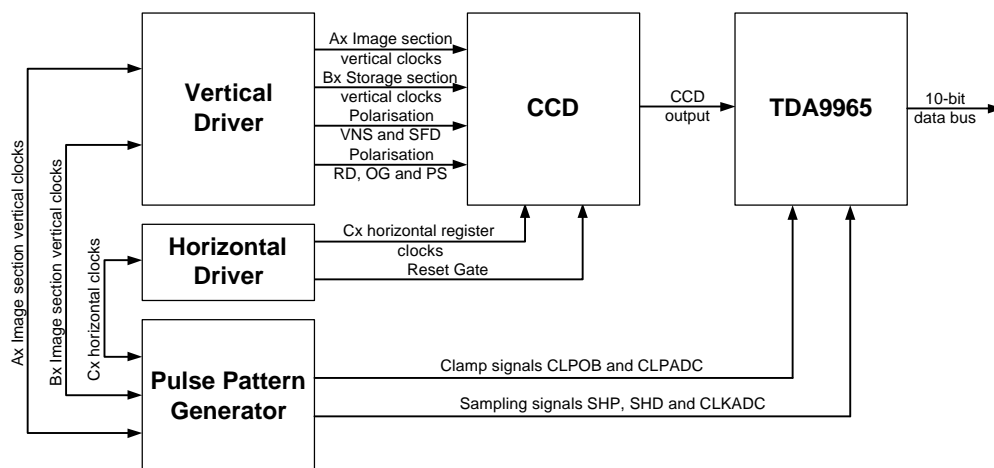 Ax Image section vertical clocks
Bx Image section vertical clocks
Cx horizontal clocks
Vertical
Driver
Ax Image section
vertical clocks
Bx Storage section
vertical clocks
Polarisation
VNS and SFD
Polarisation
RD, OG and PS
CCD
CCD
output
TDA9965
10-bit
data bus
Horizontal
Driver
Cx horizontal register
clocks
Reset Gate
Pulse Pattern
Generator
Clamp signals CLPOB and CLPADC
Sampling signals SHP, SHD and CLKADC